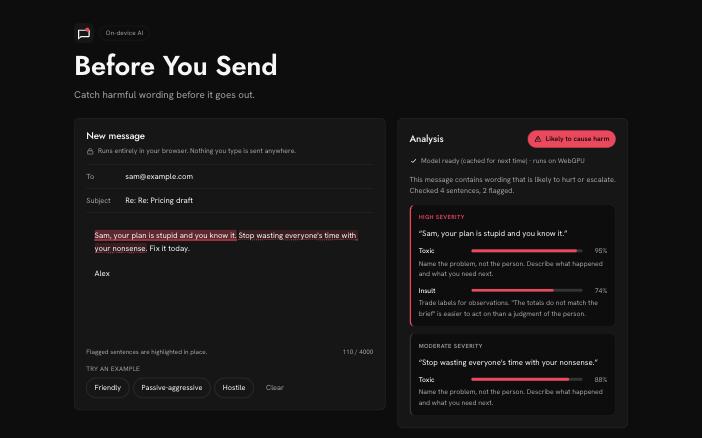 On-device AI
Before You Send
Catch harmful wording before it goes out.
New message
Runs entirely in your browser. Nothing you type is sent anywhere.
To sam@example.com
Subject Re: Re: Pricing draft
Sam, your plan is stupid and you know it. Stop wasting everyone's time with
your nonsense. Fix it today.
Alex
Flagged sentences are highlighted in place. 110 / 4000
TRY AN EXAMPLE
Friendly Passive-aggressive Hostile Clear
Analysis Likely to cause harm
Model ready (cached for next time) · runs on WebGPU
This message contains wording that is likely to hurt or escalate.
Checked 4 sentences, 2 flagged.
HIGH SEVERITY
“Sam, your plan is stupid and you know it.”
Toxic 95%
Name the problem, not the person. Describe what happened
and what you need next.
Insult 74%
Trade labels for observations. "The totals do not match the
brief" is easier to act on than a judgment of the person.
MODERATE SEVERITY
“Stop wasting everyone's time with your nonsense.”
Toxic 88%
Name the problem, not the person. Describe what happened
and what you need next.